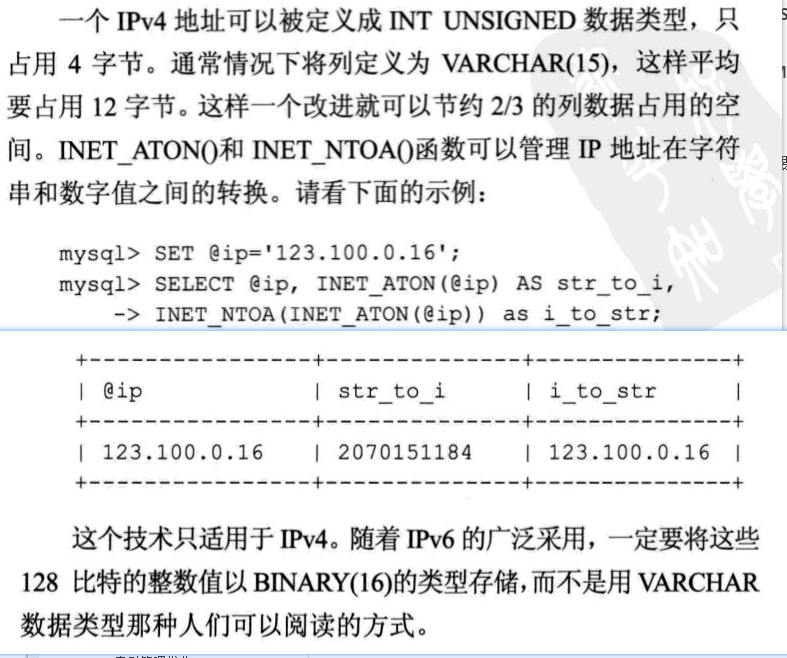 一个 IPv4 地址可以被定义成 INT UNSIGNED 数据类型，只
占用 4 字节。通常情况下将列定义为 VARCHAR(15)，这样平均
要占用 12 字节。这样一个改进就可以节约 2/3 的列数据占用的空
间。INET_ATON()和 INET_NTOA()函数可以管理 IP 地址在字符
串和数字值之间的转换。请看下面的示例：
mysql> SET @ip='123.100.0.16';
mysql> SELECT @ip, INET_ATON(@ip) AS str_to_i,
-> INET_NTOA(INET_ATON(@ip)) as i_to_str;
+----------------+---------------+---------------+
| @ip | str_to_i | i_to_str |
+----------------+---------------+---------------+
| 123.100.0.16 | 2070151184 | 123.100.0.16 |
+----------------+---------------+---------------+
这个技术只适用于 IPv4。随着 IPv6 的广泛采用，一定要将这些
128 比特的整数值以 BINARY(16)的类型存储，而不是用 VARCHAR
数据类型那种人们可以阅读的方式。